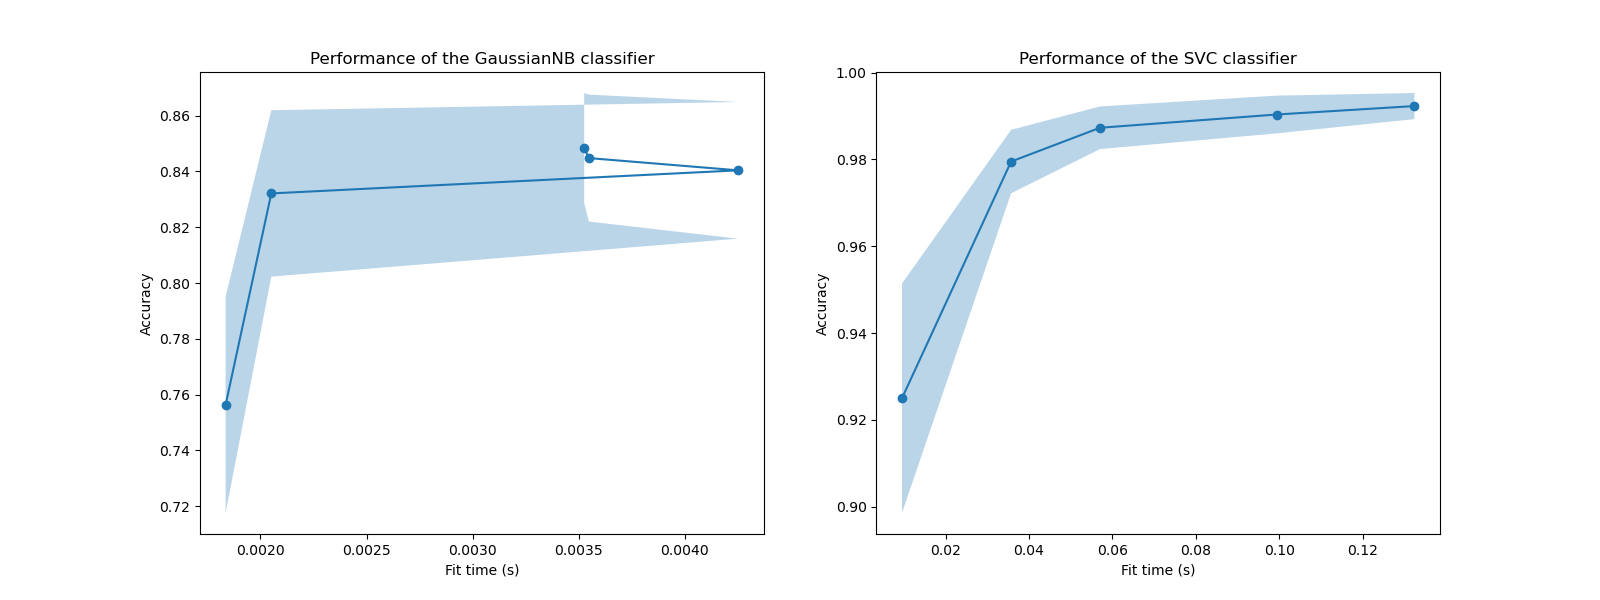 Performance of the GaussianNB classifier
Accuracy
0.86
0.84
0.82
0.80
0.78
0.76
0.74
0.72
0.0020 0.0025 0.0030 0.0035 0.0040
Fit time (s)
Performance of the SVC classifier
Accuracy
1.00
0.98
0.96
0.94
0.92
0.90
0.02 0.04 0.06 0.08 0.10 0.12
Fit time (s)